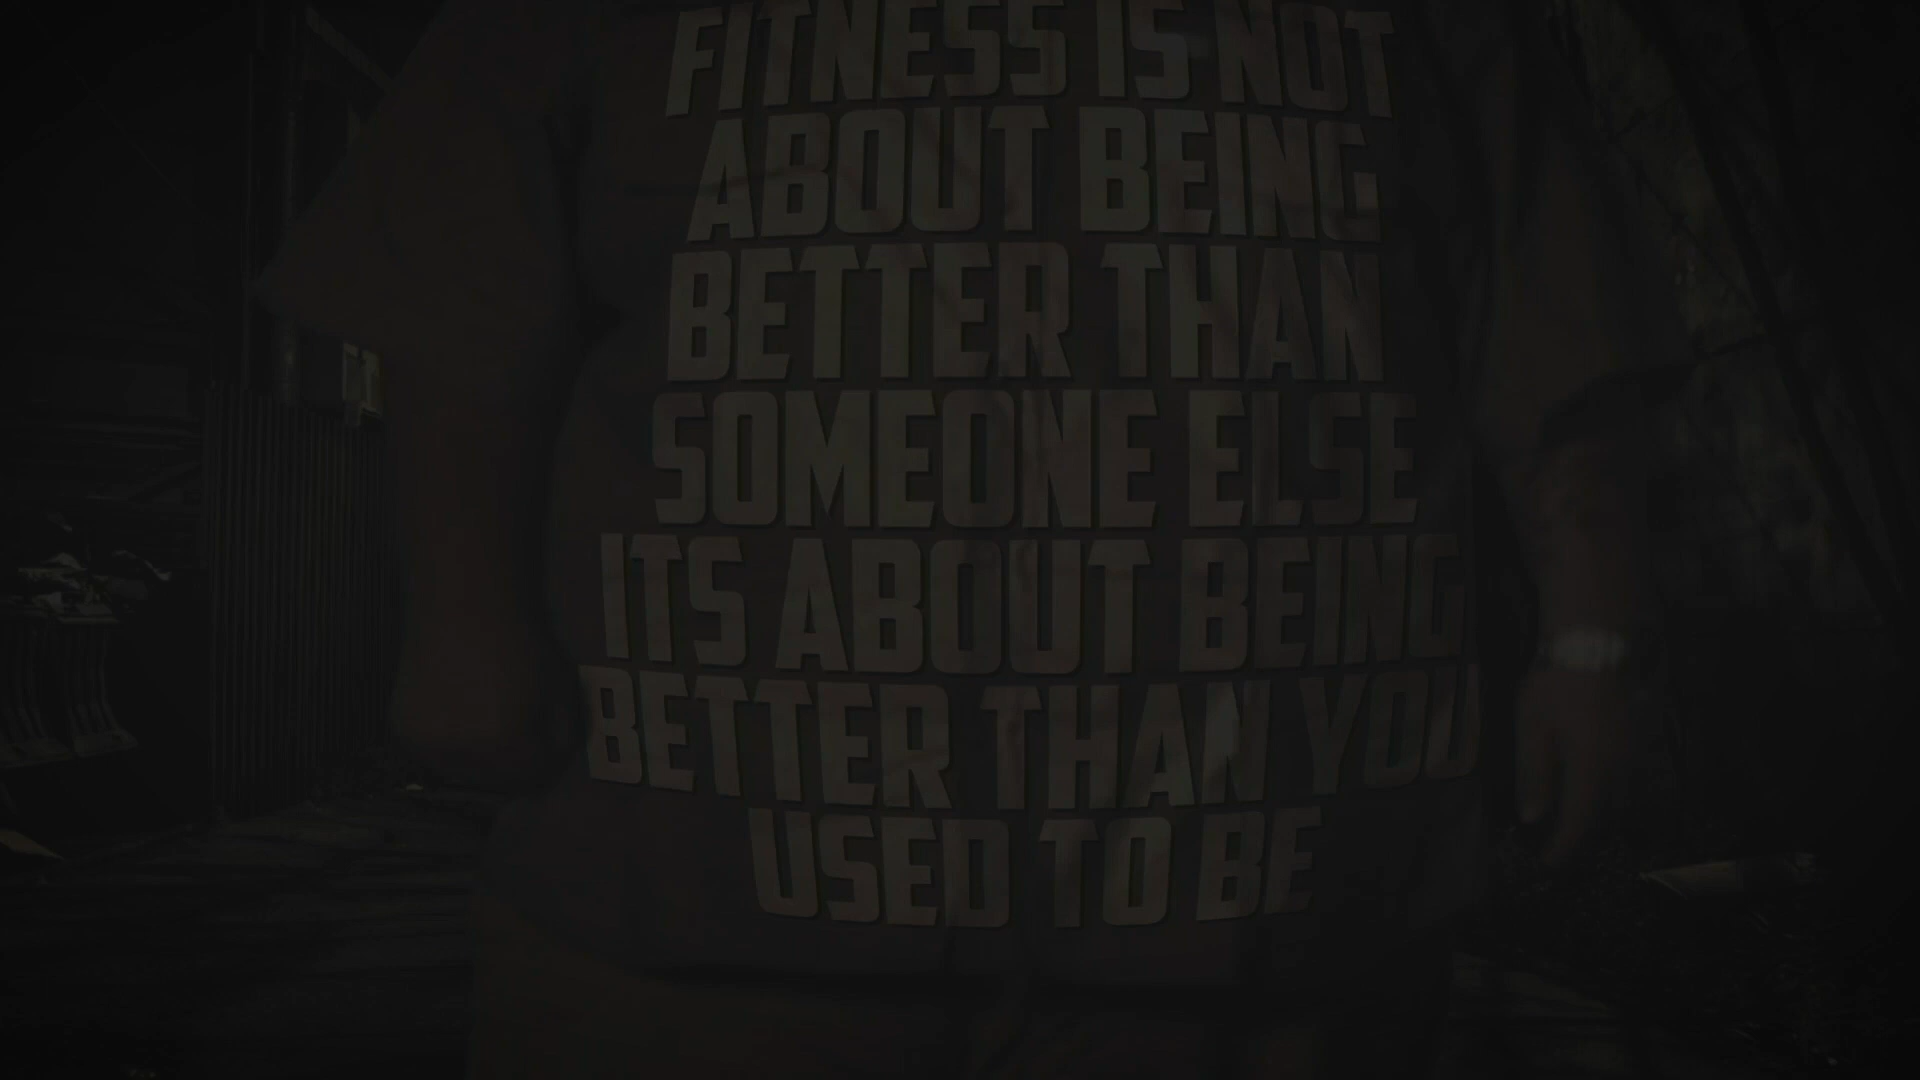 FITNESS IS NOT
ABOUT BEING
BETTER THAN
SOMEONE ELSE
ITS ABOUT BEING
BETTER THAN YOU
USED TO BE